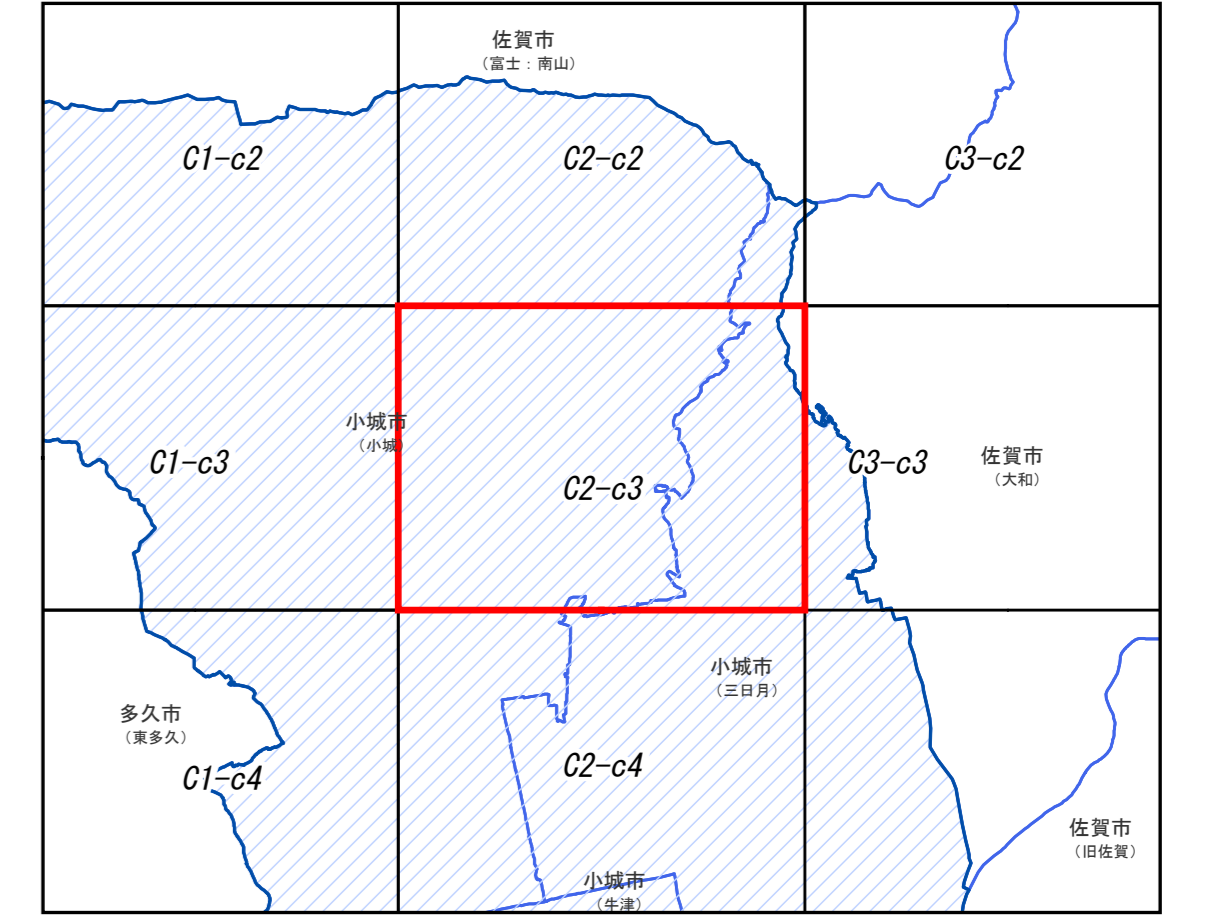 佐賀市
（富士：南山）
C1-c2
C2-c2
C3-c2
小城市
（小城）
C1-c3
C2-c3
C3-c3
佐賀市
（大和）
小城市
（三日月）
多久市
（東多久）
C1-c4
C2-c4
佐賀市
（旧佐賀）
小城市
（牛津）